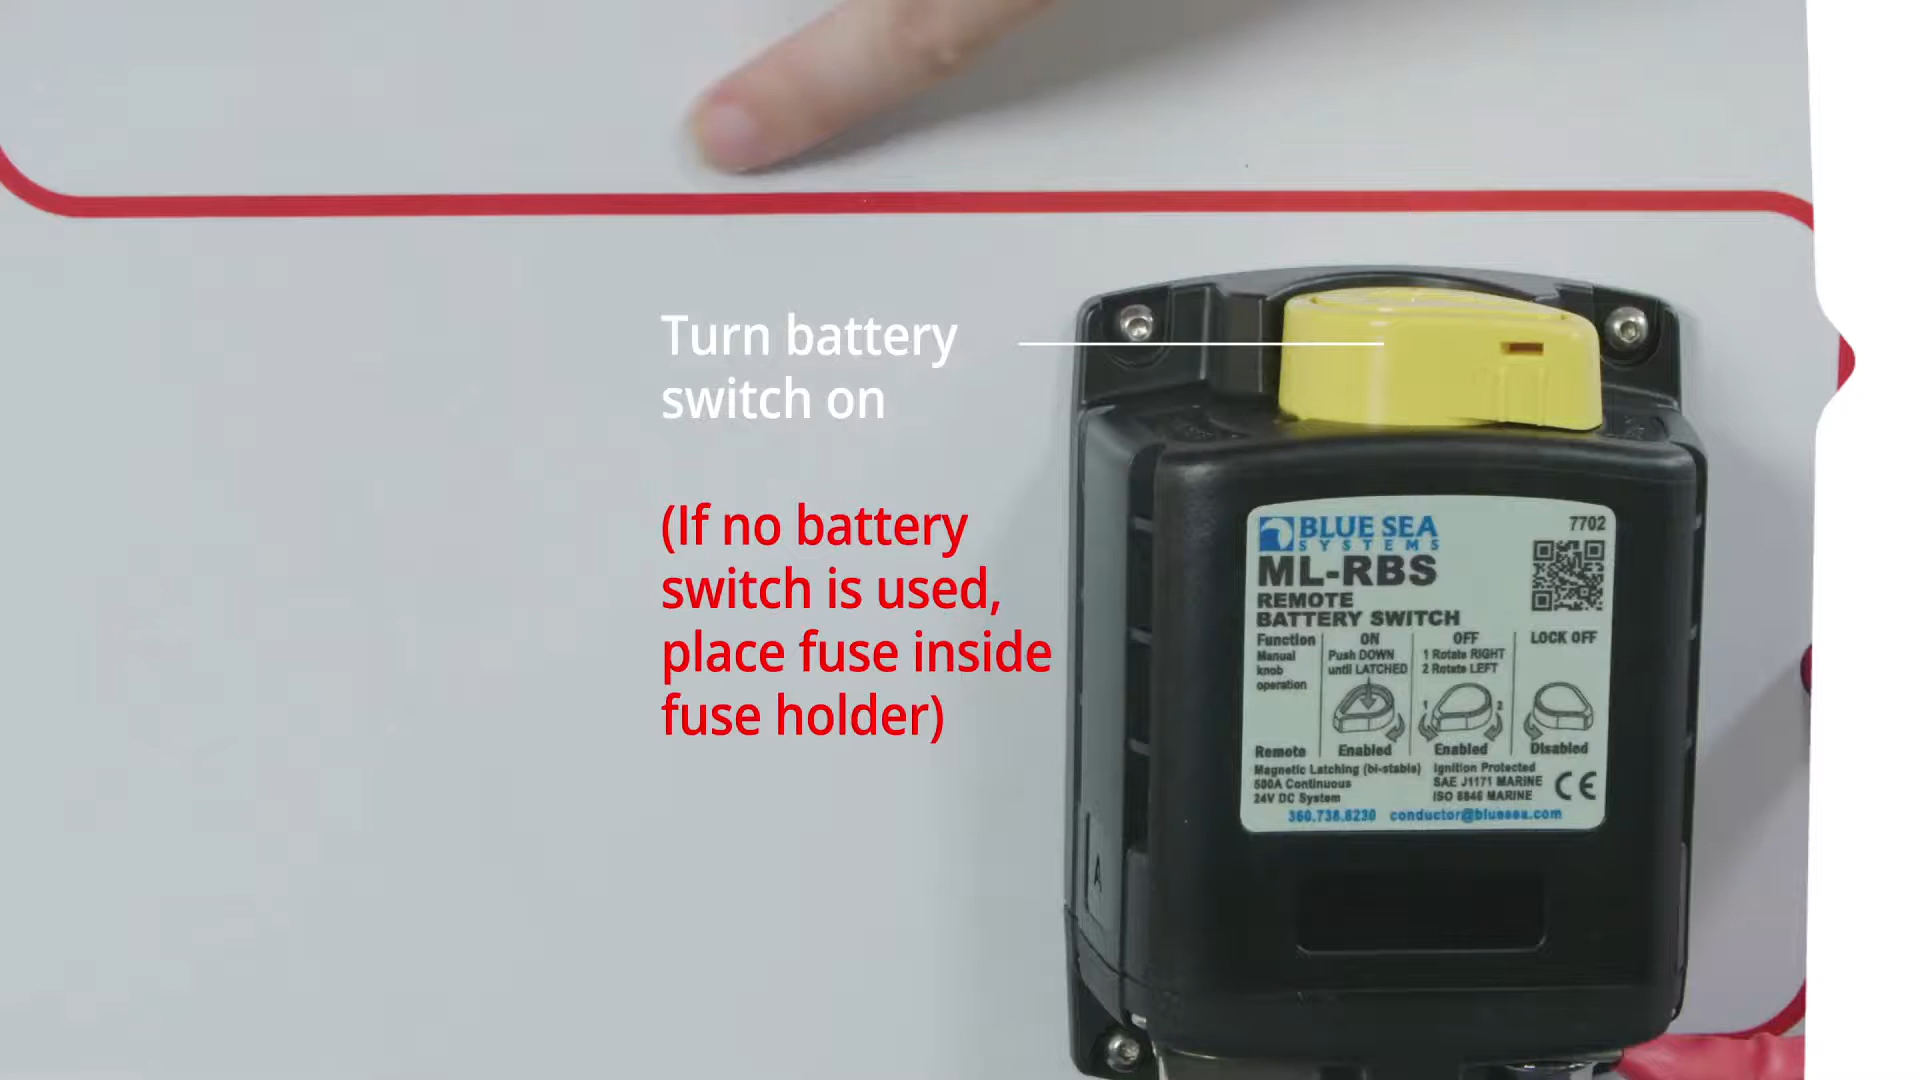 Turn battery
switch on
(If no battery
switch is used,
place fuse inside
fuse holder)
BLUE SEA
SYSTEMS
7702
ML-RBS
REMOTE
BATTERY SWITCH
Function ON OFF LOCK OFF
Manual
knob
operation
Push DOWN
until LATCHED
1 Rotate RIGHT
2 Rotate LEFT
1 2
Remote Enabled Enabled Disabled
Magnetic Latching (bi-stable)
500A Continuous
24V DC System
Ignition Protected
SAE J1171 MARINE
ISO 8846 MARINE
CE
360.738.8230 conductor@bluesea.com
A